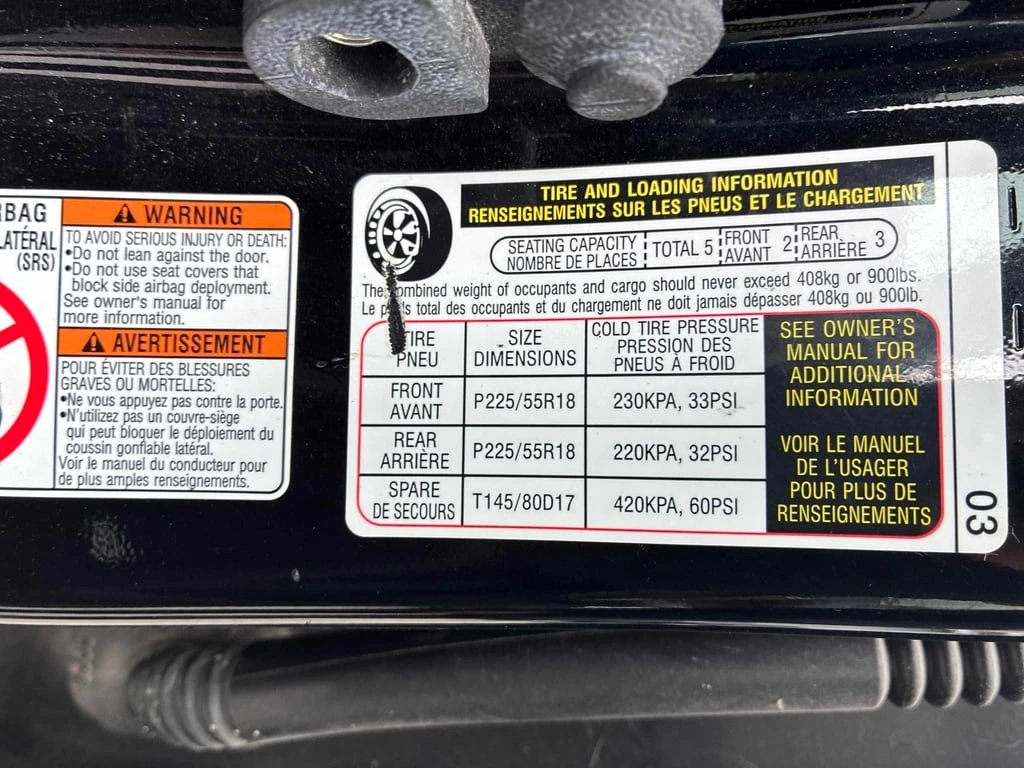 RBAG
LATÉRAL
(SRS)
WARNING
TO AVOID SERIOUS INJURY OR DEATH:
•Do not lean against the door.
•Do not use seat covers that
block side airbag deployment.
See owner's manual for
more information.
AVERTISSEMENT
POUR ÉVITER DES BLESSURES
GRAVES OU MORTELLES:
•Ne vous appuyez pas contre la porte.
•N'utilizez pas un couvre-siège
qui peut bloquer le déploiement du
coussin gonflable latéral.
Voir le manuel du conducteur pour
de plus amples renseignements.
TIRE AND LOADING INFORMATION
RENSEIGNEMENTS SUR LES PNEUS ET LE CHARGEMENT
SEATING CAPACITY
NOMBRE DE PLACES
TOTAL 5
FRONT
AVANT 2
REAR
ARRIÈRE 3
The combined weight of occupants and cargo should never exceed 408kg or 900lbs.
Le poids total des occupants et du chargement ne doit jamais dépasser 408kg ou 900lb.
TIRE
PNEU
SIZE
DIMENSIONS
COLD TIRE PRESSURE
PRESSION DES
PNEUS À FROID
FRONT
AVANT
P225/55R18
230KPA, 33PSI
REAR
ARRIÈRE
P225/55R18
220KPA, 32PSI
SPARE
DE SECOURS
T145/80D17
420KPA, 60PSI
SEE OWNER'S
MANUAL FOR
ADDITIONAL
INFORMATION
VOIR LE MANUEL
DE L'USAGER
POUR PLUS DE
RENSEIGNEMENTS
03